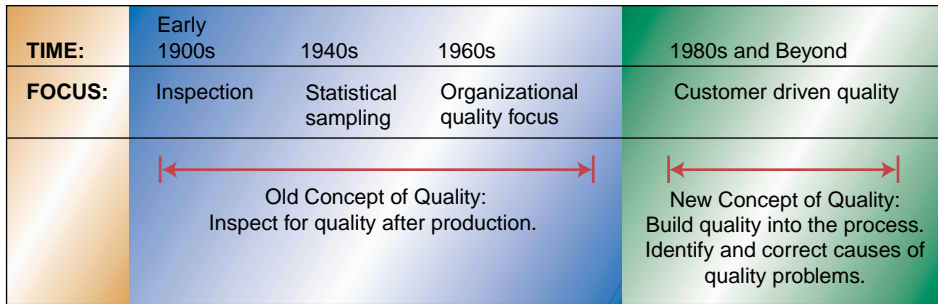 Early
TIME: 1900s 1940s 1960s 1980s and Beyond
FOCUS: Inspection Statistical Organizational Customer driven quality
sampling quality focus
Old Concept of Quality:
Inspect for quality after production.
New Concept of Quality:
Build quality into the process.
Identify and correct causes of
quality problems.